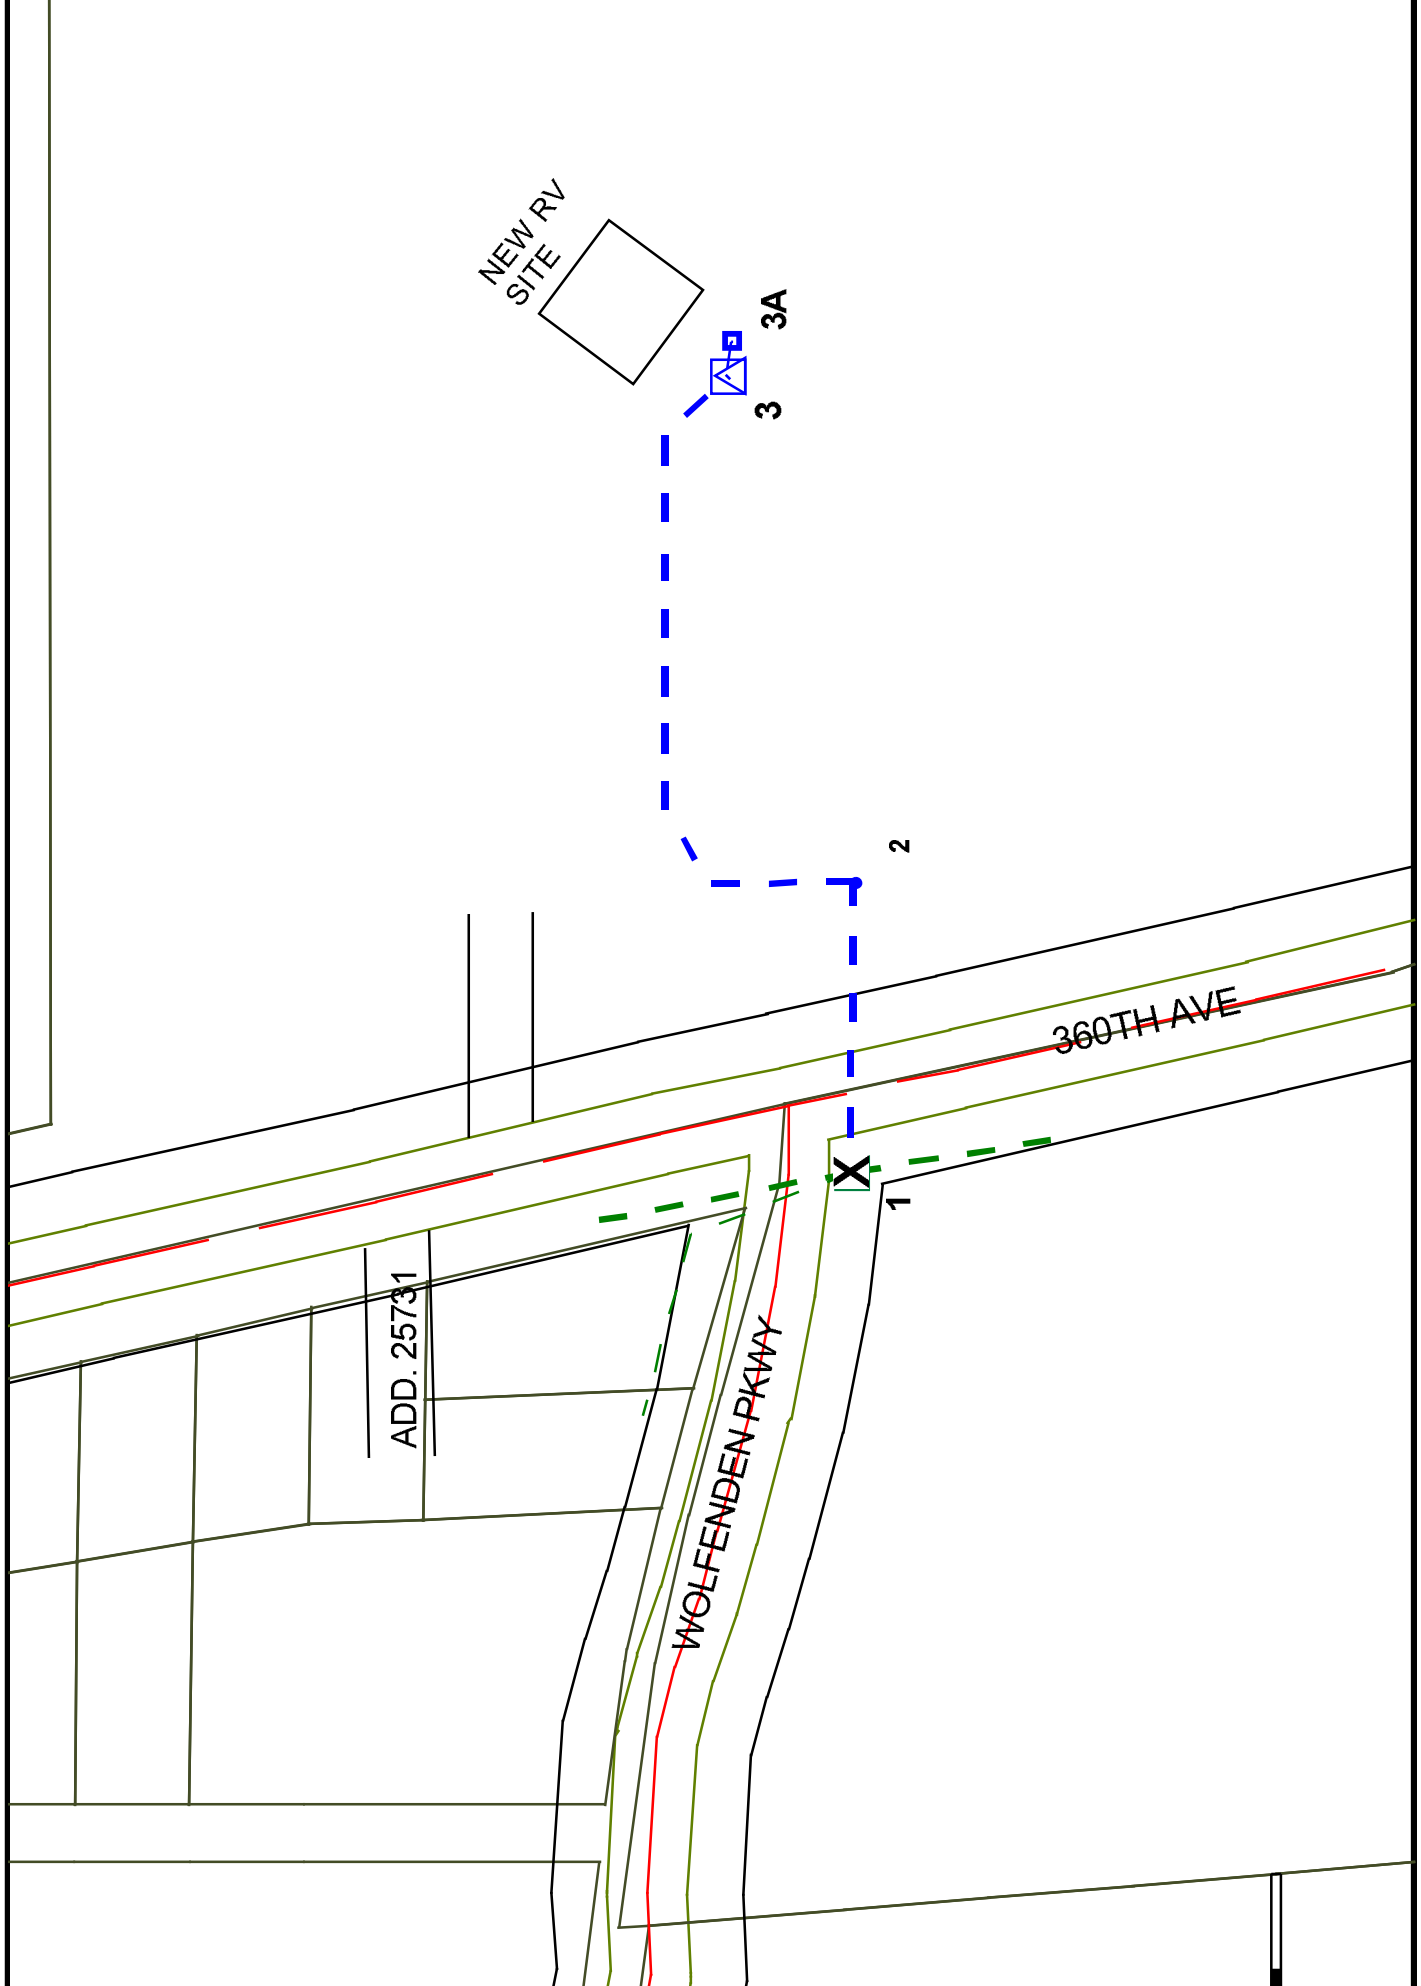 NEW RV
SITE
3A
3
2
360TH AVE
X
1
ADD. 25731
WOLFENDEN PKWY